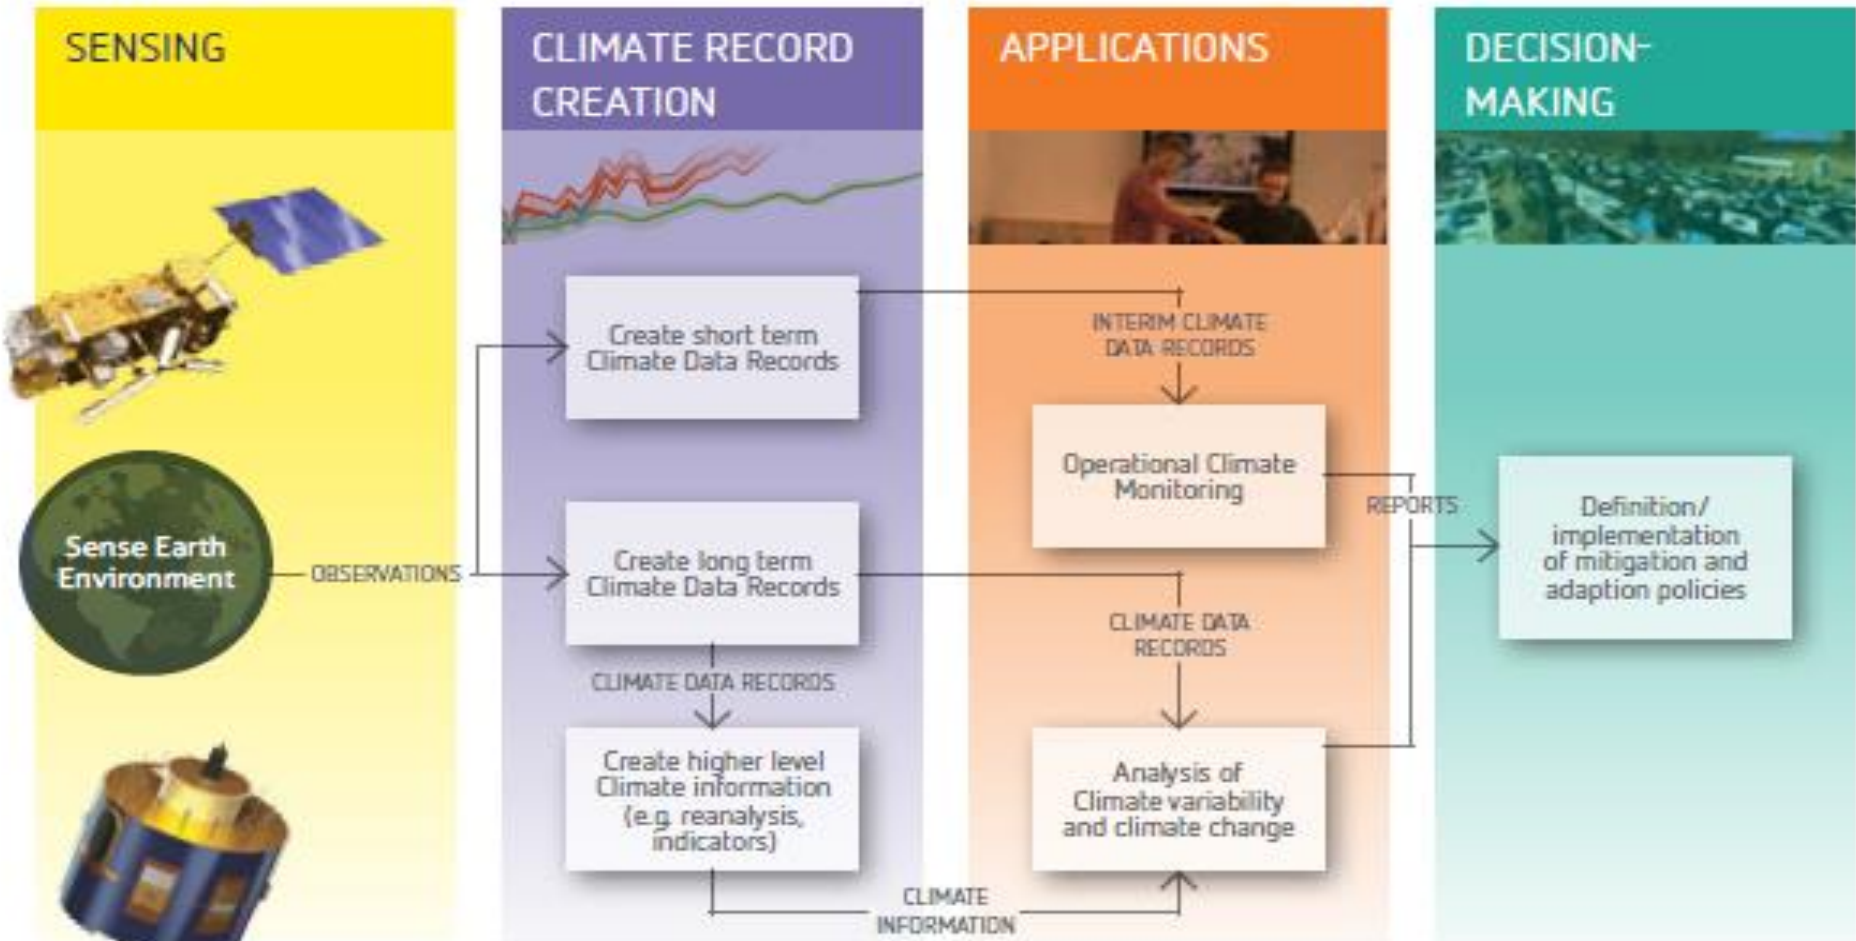 SENSING
CLIMATE RECORD
CREATION
APPLICATIONS
DECISION-
MAKING
Sense Earth
Environment
OBSERVATIONS
Create short term
Climate Data Records
Create long term
Climate Data Records
CLIMATE DATA RECORDS
Create higher level
Climate information
(e.g. reanalysis,
indicators)
CLIMATE
INFORMATION
INTERIM CLIMATE
DATA RECORDS
Operational Climate
Monitoring
CLIMATE DATA
RECORDS
Analysis of
Climate variability
and climate change
REPORTS
Definition/
implementation
of mitigation and
adaption policies